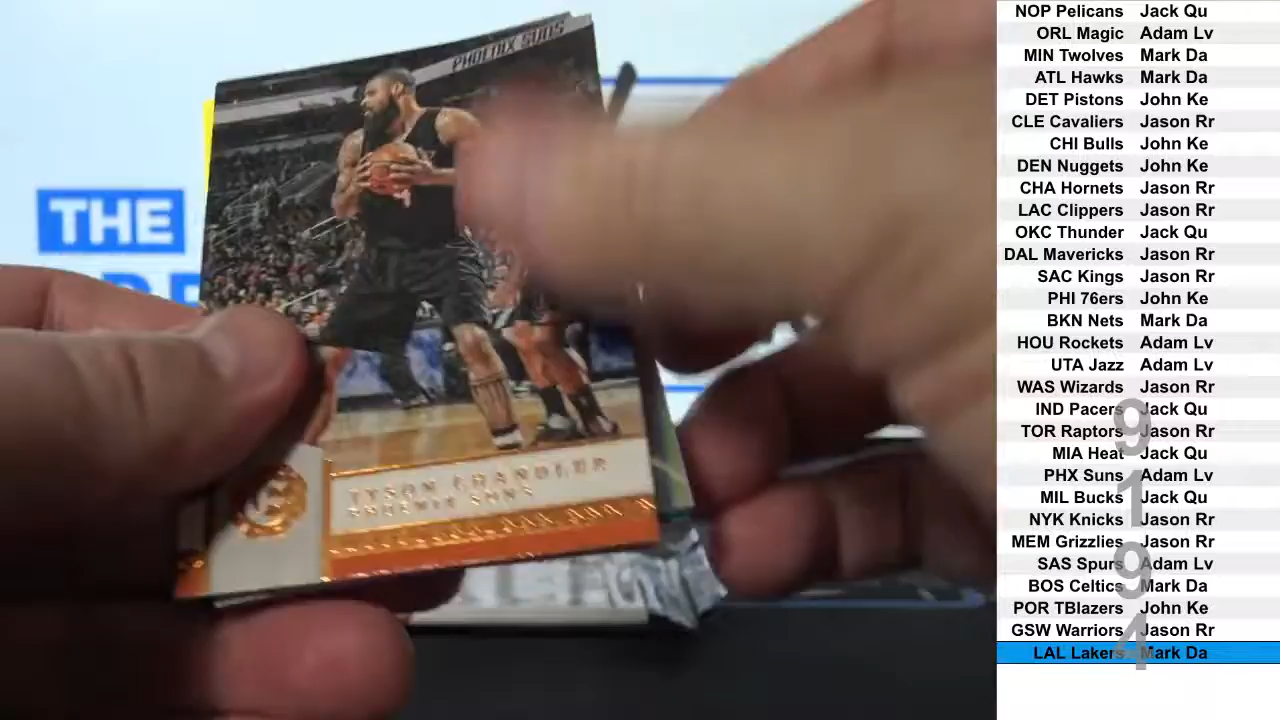 PHOENIX SUNS
THE
TYSON CHANDLER
PHOENIX SUNS
NOP Pelicans Jack Qu
ORL Magic Adam Lv
MIN Twolves Mark Da
ATL Hawks Mark Da
DET Pistons John Ke
CLE Cavaliers Jason Rr
CHI Bulls John Ke
DEN Nuggets John Ke
CHA Hornets Jason Rr
LAC Clippers Jason Rr
OKC Thunder Jack Qu
DAL Mavericks Jason Rr
SAC Kings Jason Rr
PHI 76ers John Ke
BKN Nets Mark Da
HOU Rockets Adam Lv
UTA Jazz Adam Lv
WAS Wizards Jason Rr
IND Pacers Jack Qu
TOR Raptors Jason Rr
MIA Heat Jack Qu
PHX Suns Adam Lv
MIL Bucks Jack Qu
NYK Knicks Jason Rr
MEM Grizzlies Jason Rr
SAS Spurs Adam Lv
BOS Celtics Mark Da
POR TBlazers John Ke
GSW Warriors Jason Rr
LAL Lakers Mark Da
9194